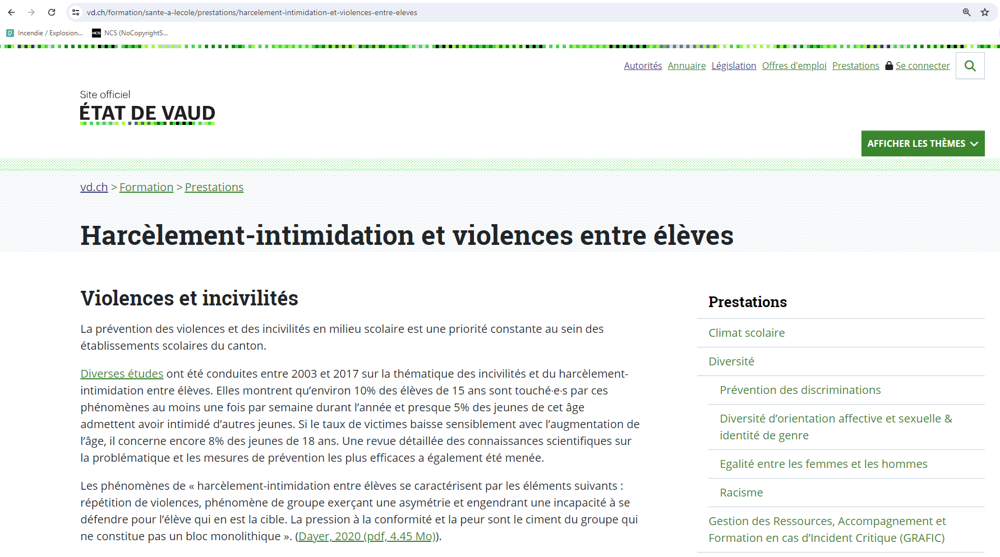 vd.ch/formation/sante-a-lecole/prestations/harcelement-intimidation-et-violences-entre-eleves
Incendie / Explosion...
NCS
NCS (NoCopyrightS...
Autorités Annuaire Législation Offres d'emploi Prestations Se connecter
Site officiel
ÉTAT DE VAUD
AFFICHER LES THÈMES
vd.ch > Formation > Prestations
Harcèlement-intimidation et violences entre élèves
Violences et incivilités
La prévention des violences et des incivilités en milieu scolaire est une priorité constante au sein des
établissements scolaires du canton.
Diverses études ont été conduites entre 2003 et 2017 sur la thématique des incivilités et du harcèlement-
intimidation entre élèves. Elles montrent qu’environ 10% des élèves de 15 ans sont touché·e·s par ces
phénomènes au moins une fois par semaine durant l’année et presque 5% des jeunes de cet âge
admettent avoir intimidé d’autres jeunes. Si le taux de victimes baisse sensiblement avec l’augmentation de
l’âge, il concerne encore 8% des jeunes de 18 ans. Une revue détaillée des connaissances scientifiques sur
la problématique et les mesures de prévention les plus efficaces a également été menée.
Les phénomènes de « harcèlement-intimidation entre élèves se caractérisent par les éléments suivants :
répétition de violences, phénomène de groupe exerçant une asymétrie et engendrant une incapacité à se
défendre pour l’élève qui en est la cible. La pression à la conformité et la peur sont le ciment du groupe qui
ne constitue pas un bloc monolithique ». (Dayer, 2020 (pdf, 4.45 Mo)).
Prestations
Climat scolaire
Diversité
Prévention des discriminations
Diversité d’orientation affective et sexuelle &
identité de genre
Egalité entre les femmes et les hommes
Racisme
Gestion des Ressources, Accompagnement et
Formation en cas d’Incident Critique (GRAFIC)